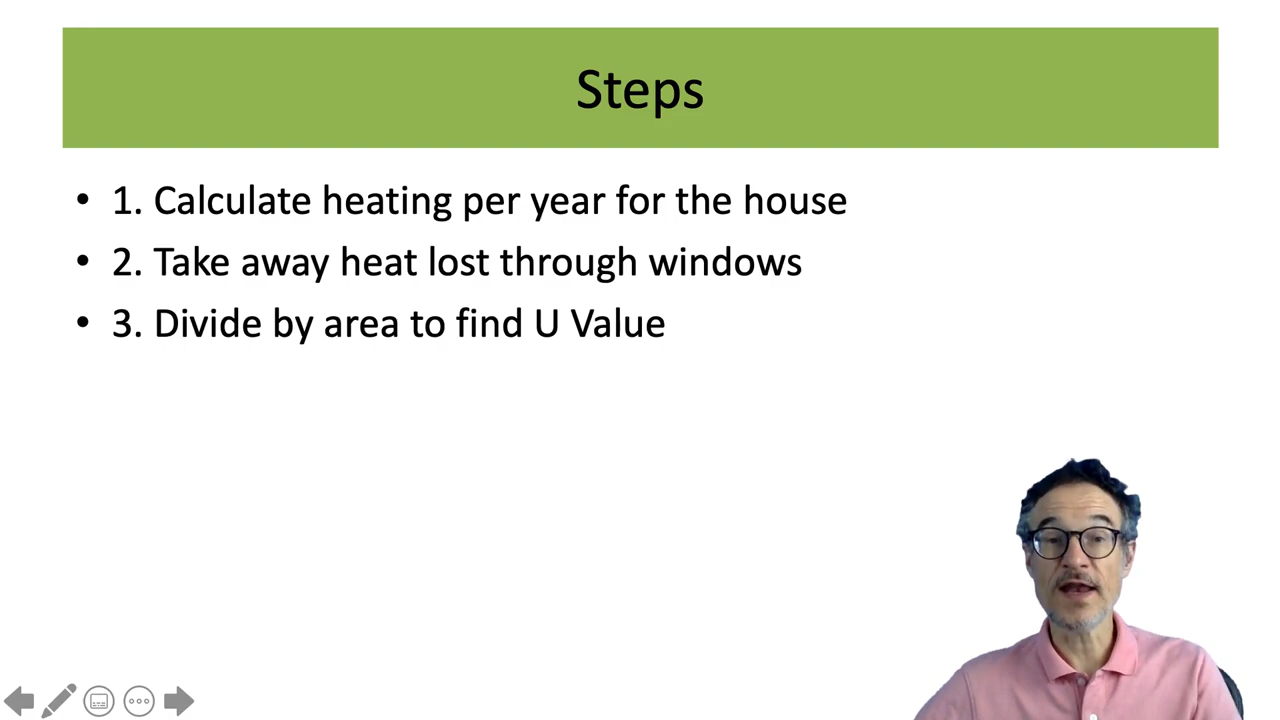 Steps
• 1. Calculate heating per year for the house
• 2. Take away heat lost through windows
• 3. Divide by area to find U Value